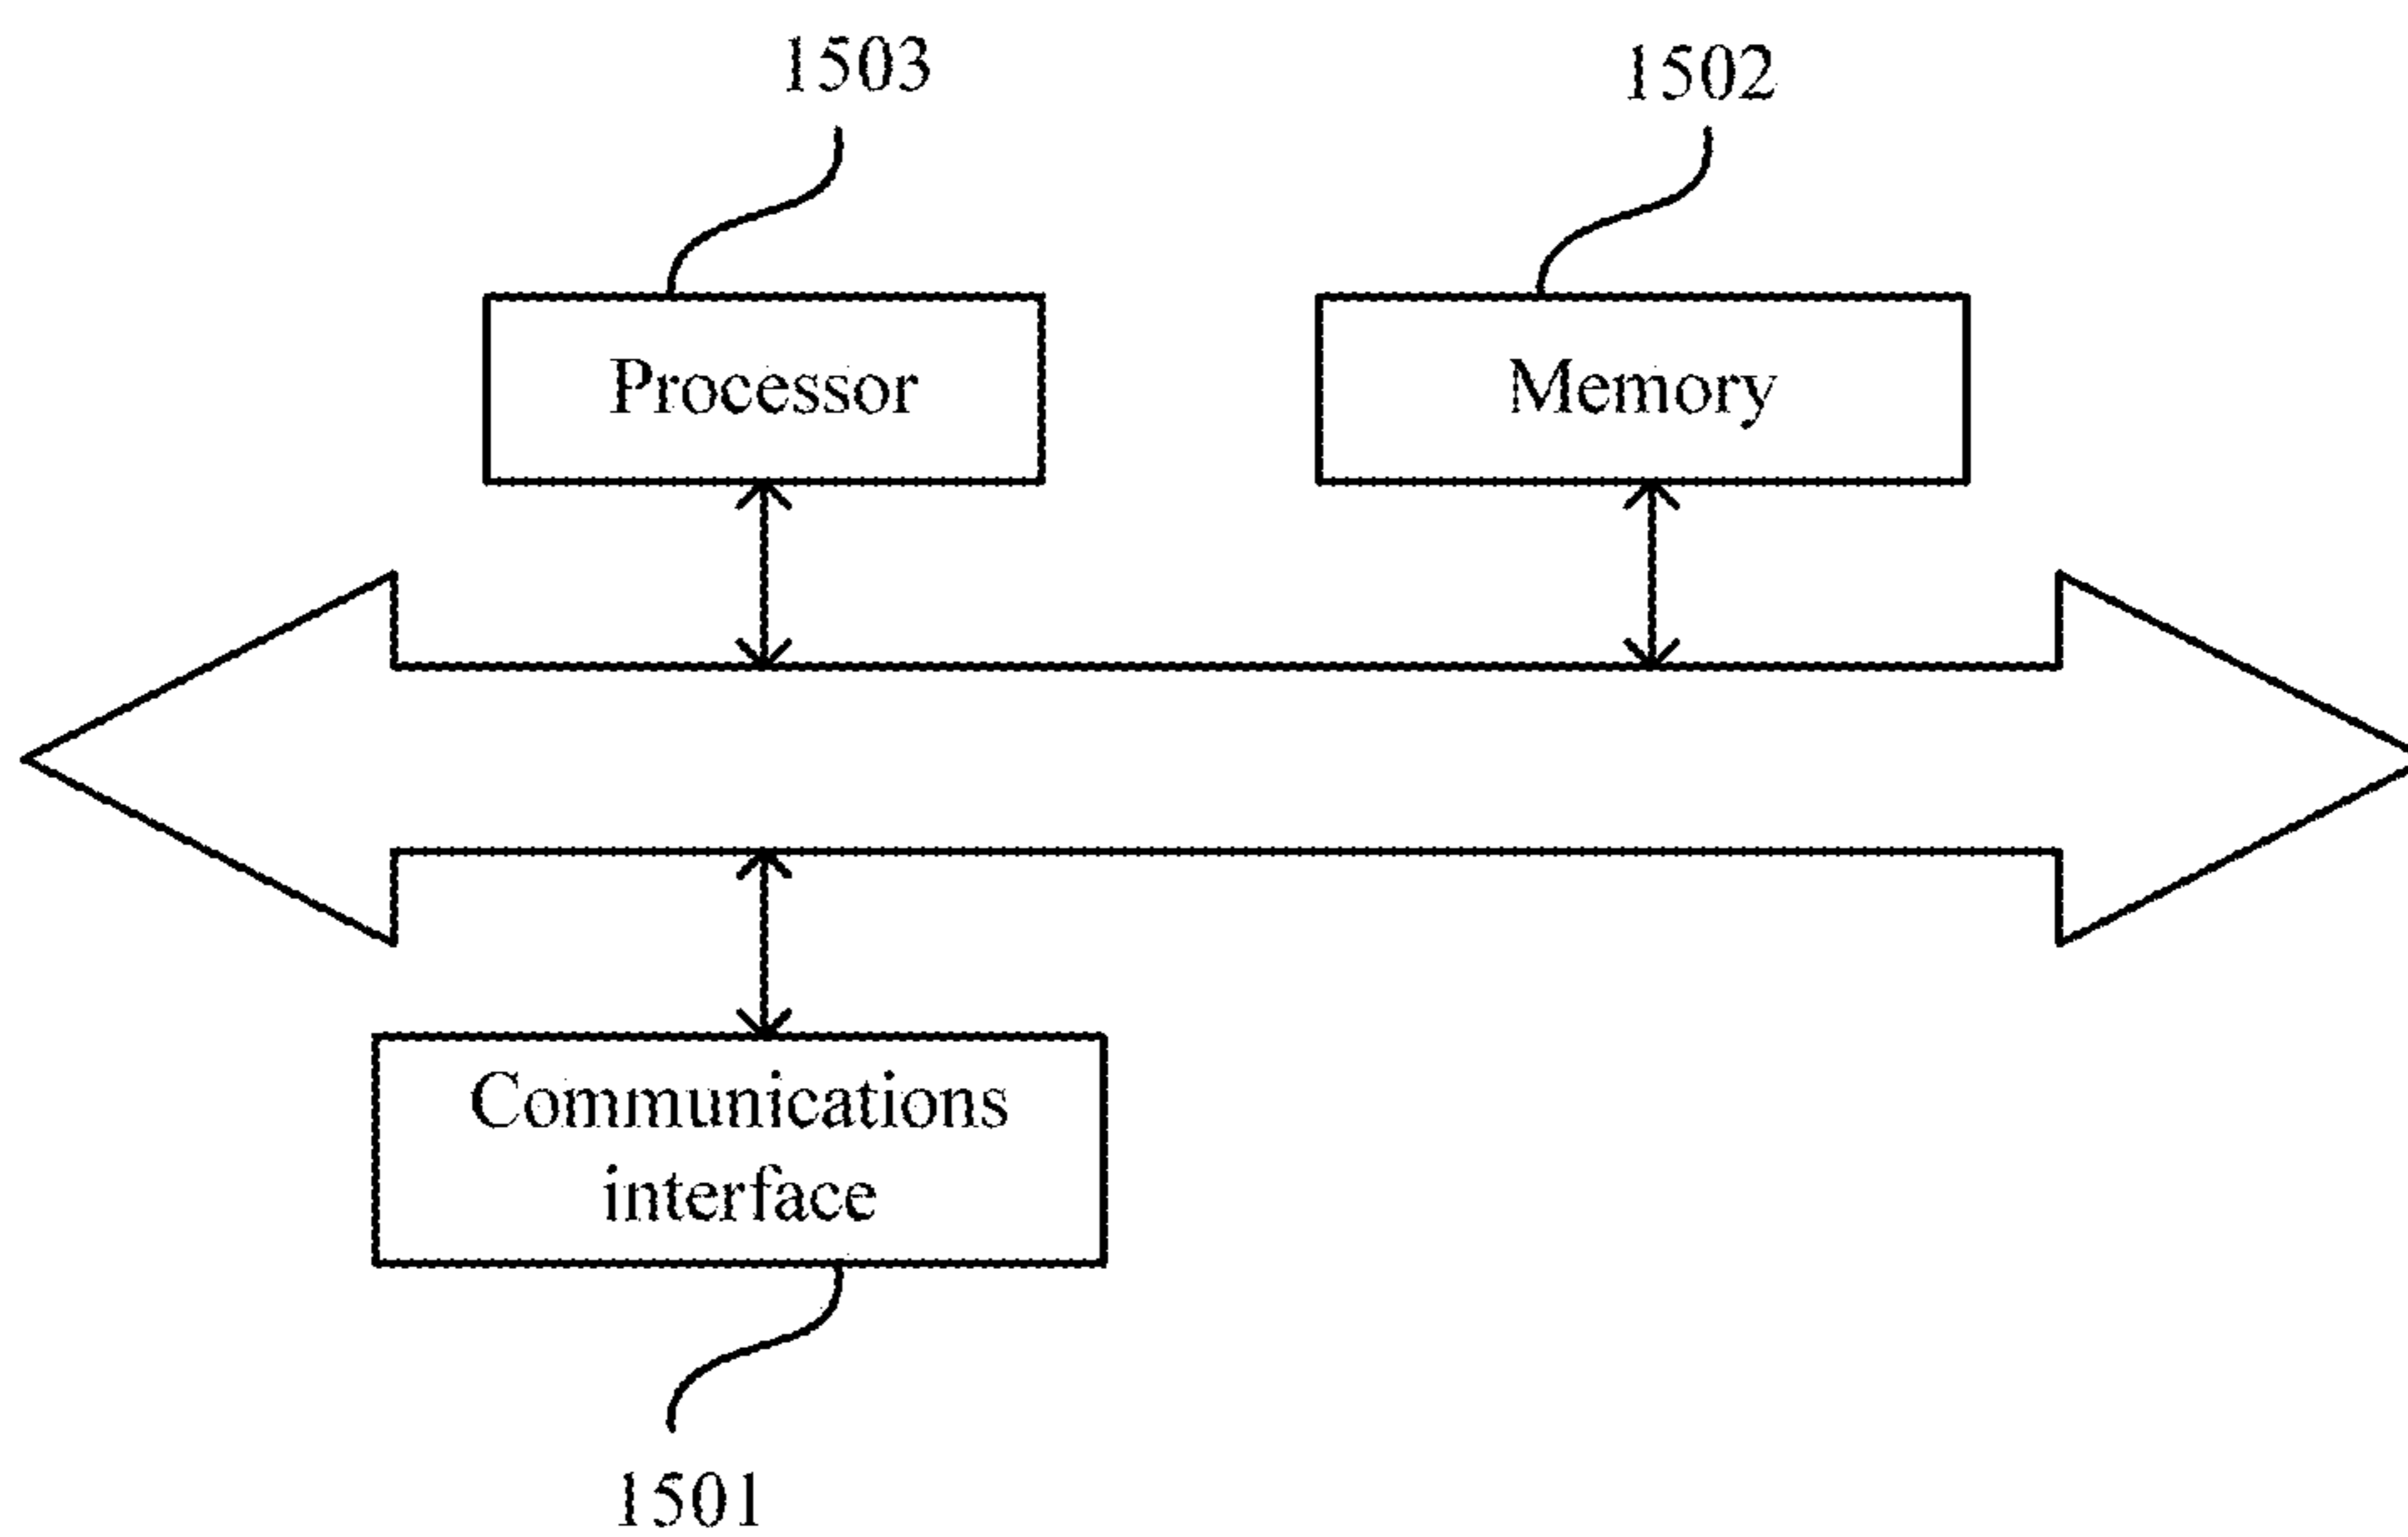 1503
1502
Processor
Memory
Communications
interface
1501